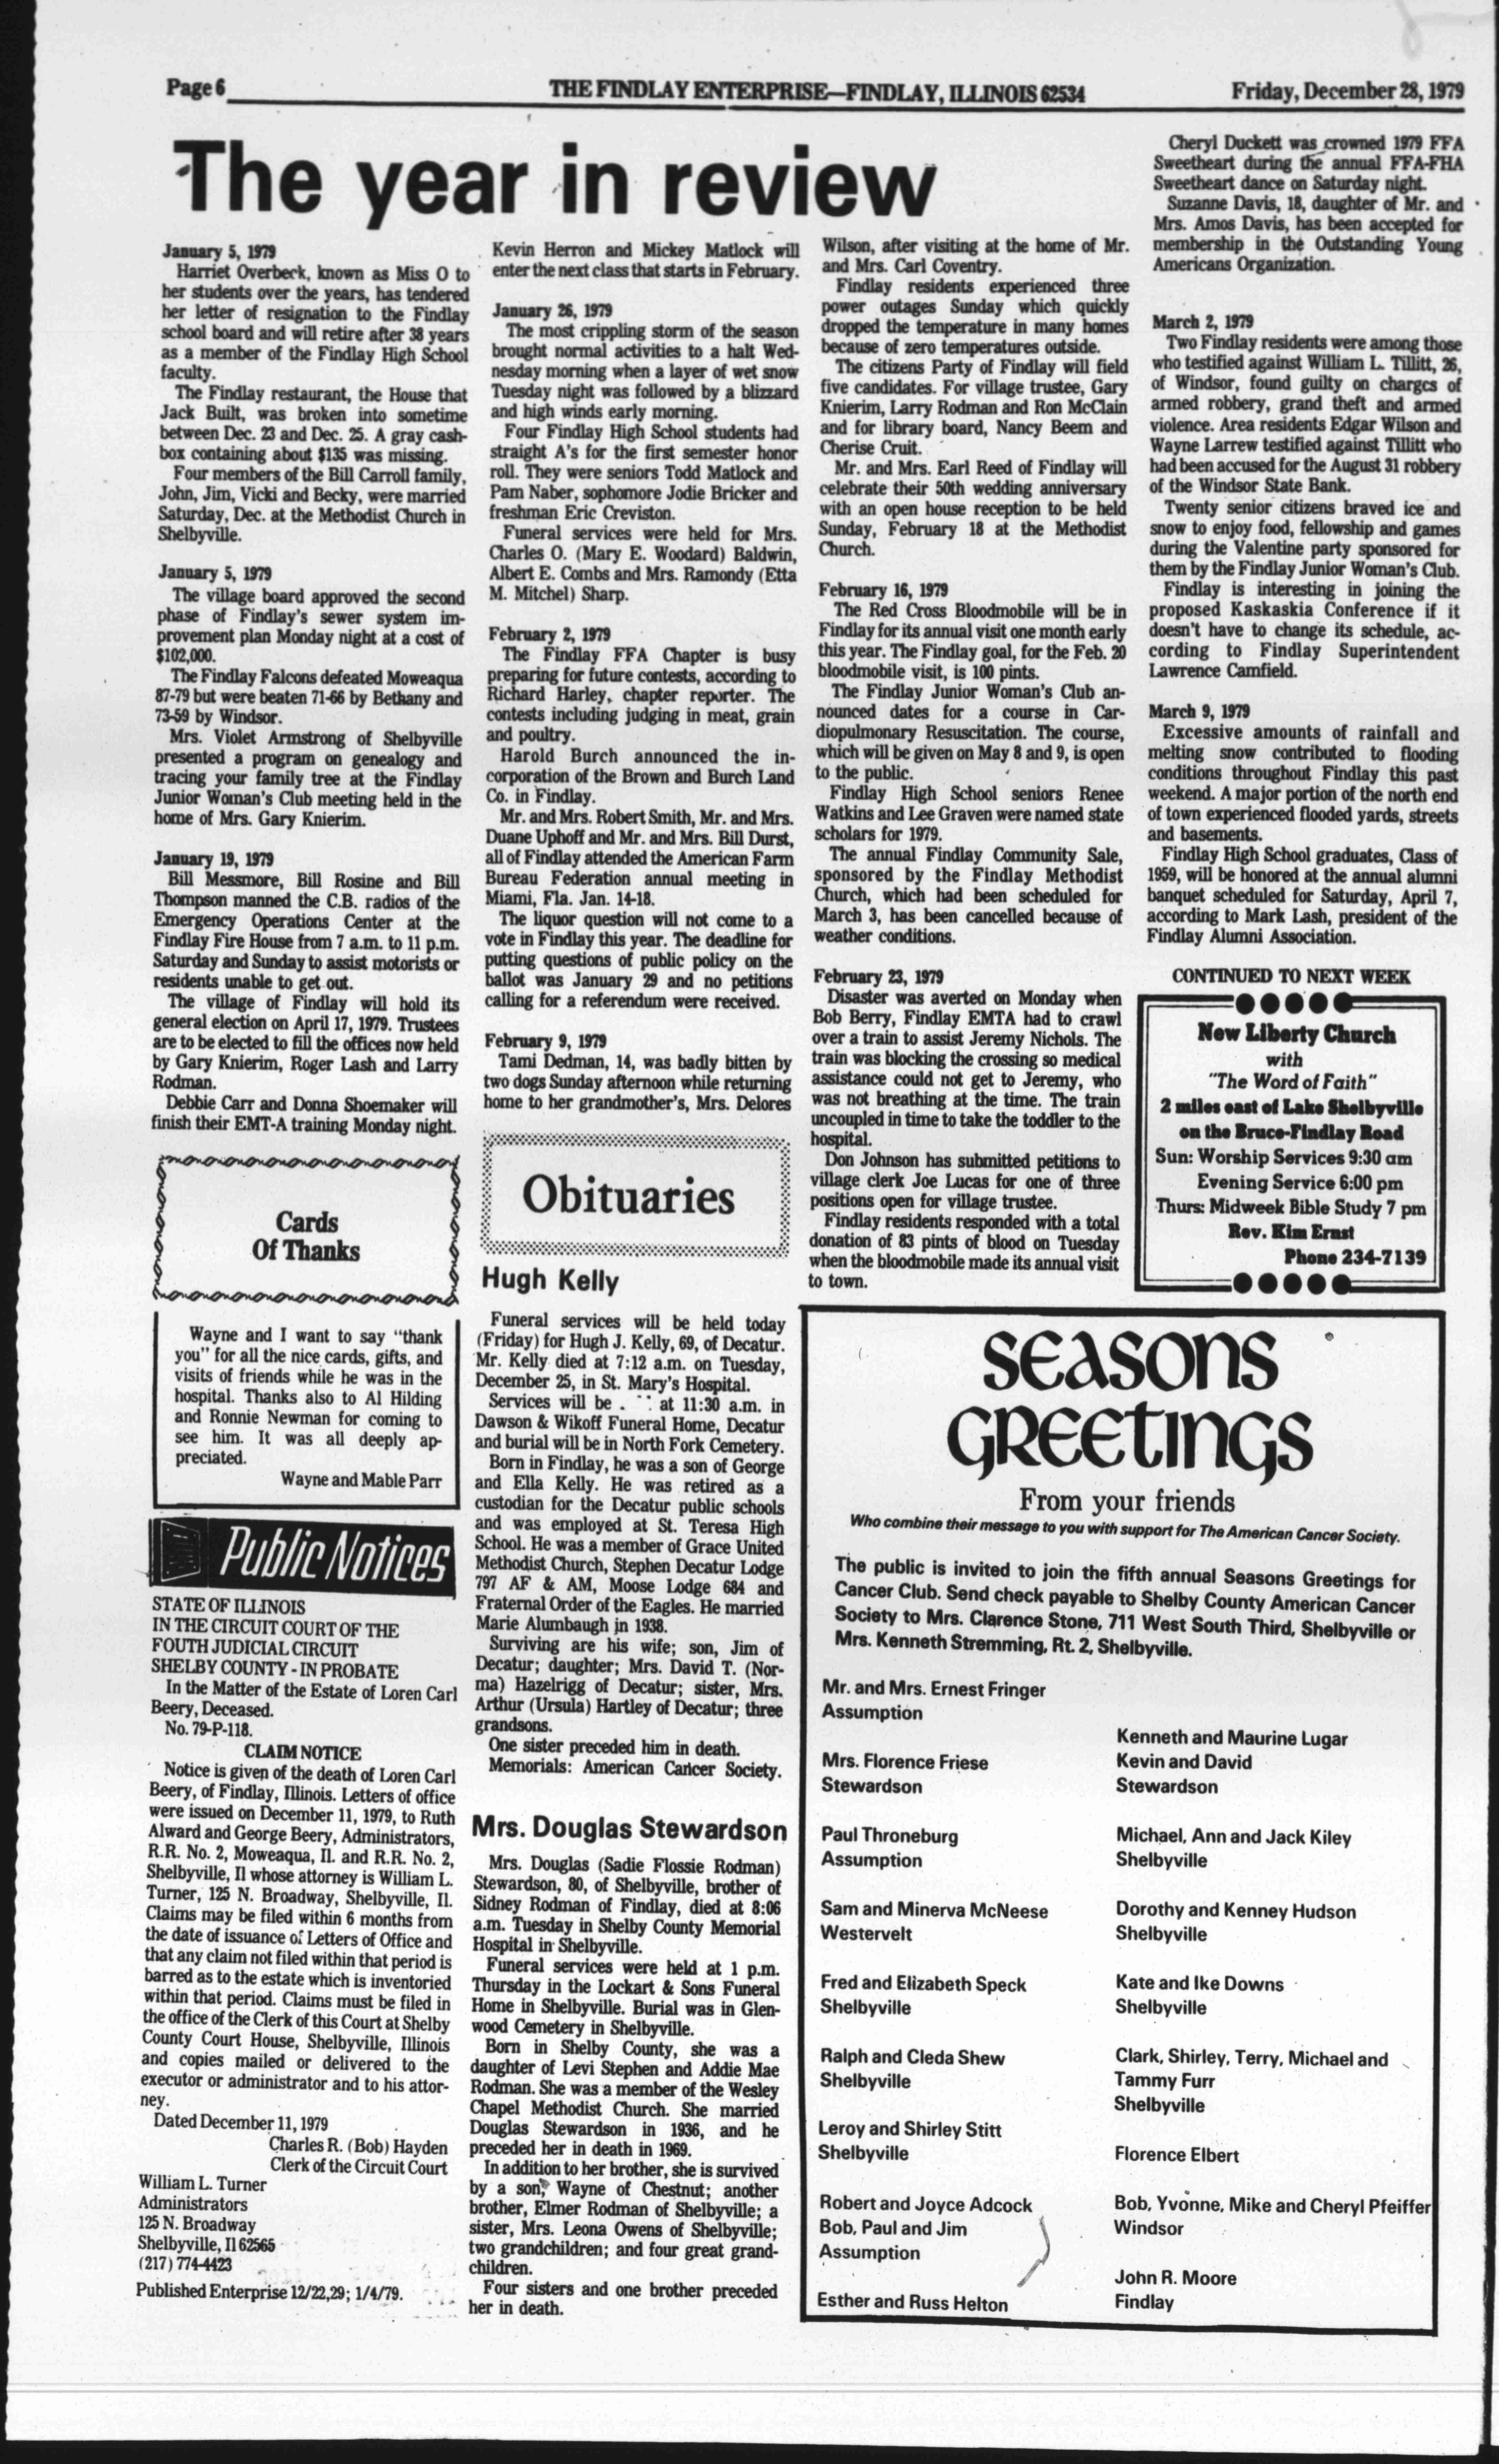 Page 6
THE FINDLAY ENTERPRISE—FINDLAY, ILLINOIS 62534
Friday, December 28, 1979
The year in review
January 5, 1979
Harriet Overbeck, known as Miss O to
her students over the years, has tendered
her letter of resignation to the Findlay
school board and will retire after 38 years
as a member of the Findlay High School
faculty.
The Findlay restaurant, the House that
Jack Built, was broken into sometime
between Dec. 23 and Dec. 25. A gray cash-
box containing about $135 was missing.
Four members of the Bill Carroll family,
John, Jim, Vicki and Becky, were married
Saturday, Dec. at the Methodist Church in
Shelbyville.
January 5, 1979
The village board approved the second
phase of Findlay's sewer system im-
provement plan Monday night at a cost of
$102,000.
The Findlay Falcons defeated Moweaqua
87-79 but were beaten 71-66 by Bethany and
73-59 by Windsor.
Mrs. Violet Armstrong of Shelbyville
presented a program on genealogy and
tracing your family tree at the Findlay
Junior Woman's Club meeting held in the
home of Mrs. Gary Knierim.
January 19, 1979
Bill Messmore, Bill Rosine and Bill
Thompson manned the C.B. radios of the
Emergency Operations Center at the
Findlay Fire House from 7 a.m. to 11 p.m.
Saturday and Sunday to assist motorists or
residents unable to get out.
The village of Findlay will hold its
general election on April 17, 1979. Trustees
are to be elected to fill the offices now held
by Gary Knierim, Roger Lash and Larry
Rodman.
Debbie Carr and Donna Shoemaker will
finish their EMT-A training Monday night.
Kevin Herron and Mickey Matlock will
enter the next class that starts in February.
January 26, 1979
The most crippling storm of the season
brought normal activities to a halt Wed-
nesday morning when a layer of wet snow
Tuesday night was followed by a blizzard
and high winds early morning.
Four Findlay High School students had
straight A's for the first semester honor
roll. They were seniors Todd Matlock and
Pam Naber, sophomore Jodie Bricker and
freshman Eric Creviston.
Funeral services were held for Mrs.
Charles O. (Mary E. Woodard) Baldwin,
Albert E. Combs and Mrs. Ramondy (Etta
M. Mitchel) Sharp.
February 2, 1979
The Findlay FFA Chapter is busy
preparing for future contests, according to
Richard Harley, chapter reporter. The
contests including judging in meat, grain
and poultry.
Harold Burch announced the in-
corporation of the Brown and Burch Land
Co. in Findlay.
Mr. and Mrs. Robert Smith, Mr. and Mrs.
Duane Uphoff and Mr. and Mrs. Bill Durst,
all of Findlay attended the American Farm
Bureau Federation annual meeting in
Miami, Fla. Jan. 14-18.
The liquor question will not come to a
vote in Findlay this year. The deadline for
putting questions of public policy on the
ballot was January 29 and no petitions
calling for a referendum were received.
February 9, 1979
Tami Dedman, 14, was badly bitten by
two dogs Sunday afternoon while returning
home to her grandmother's, Mrs. Delores
Wilson, after visiting at the home of Mr.
and Mrs. Carl Coventry.
Findlay residents experienced three
power outages Sunday which quickly
dropped the temperature in many homes
because of zero temperatures outside.
The citizens Party of Findlay will field
five candidates. For village trustee, Gary
Knierim, Larry Rodman and Ron McClain
and for library board, Nancy Beem and
Cherise Cruit.
Mr. and Mrs. Earl Reed of Findlay will
celebrate their 50th wedding anniversary
with an open house reception to be held
Sunday, February 18 at the Methodist
Church.
February 16, 1979
The Red Cross Bloodmobile will be in
Findlay for its annual visit one month early
this year. The Findlay goal, for the Feb. 20
bloodmobile visit, is 100 pints.
The Findlay Junior Woman's Club an-
nounced dates for a course in Car-
diopulmonary Resuscitation. The course,
which will be given on May 8 and 9, is open
to the public.
Findlay High School seniors Renee
Watkins and Lee Graven were named state
scholars for 1979.
The annual Findlay Community Sale,
sponsored by the Findlay Methodist
Church, which had been scheduled for
March 3, has been cancelled because of
weather conditions.
February 23, 1979
Disaster was averted on Monday when
Bob Berry, Findlay EMTA had to crawl
over a train to assist Jeremy Nichols. The
train was blocking the crossing so medical
assistance could not get to Jeremy, who
was not breathing at the time. The train
uncoupled in time to take the toddler to the
hospital.
Don Johnson has submitted petitions to
village clerk Joe Lucas for one of three
positions open for village trustee.
Findlay residents responded with a total
donation of 83 pints of blood on Tuesday
when the bloodmobile made its annual visit
to town.
Cheryl Duckett was crowned 1979 FFA
Sweetheart during the annual FFA-FHA
Sweetheart dance on Saturday night.
Suzanne Davis, 18, daughter of Mr. and
Mrs. Amos Davis, has been accepted for
membership in the Outstanding Young
Americans Organization.
March 2, 1979
Two Findlay residents were among those
who testified against William L. Tillitt, 26,
of Windsor, found guilty on charges of
armed robbery, grand theft and armed
violence. Area residents Edgar Wilson and
Wayne Larrew testified against Tillitt who
had been accused for the August 31 robbery
of the Windsor State Bank.
Twenty senior citizens braved ice and
snow to enjoy food, fellowship and games
during the Valentine party sponsored for
them by the Findlay Junior Woman's Club.
Findlay is interesting in joining the
proposed Kaskaskia Conference if it
doesn't have to change its schedule, ac-
cording to Findlay Superintendent
Lawrence Camfield.
March 9, 1979
Excessive amounts of rainfall and
melting snow contributed to flooding
conditions throughout Findlay this past
weekend. A major portion of the north end
of town experienced flooded yards, streets
and basements.
Findlay High School graduates, Class of
1959, will be honored at the annual alumni
banquet scheduled for Saturday, April 7,
according to Mark Lash, president of the
Findlay Alumni Association.
CONTINUED TO NEXT WEEK
New Liberty Church
with
"The Word of Faith"
2 miles east of Lake Shelbyville
on the Bruce-Findlay Road
Sun: Worship Services 9:30 am
Evening Service 6:00 pm
Thurs: Midweek Bible Study 7 pm
Rev. Kim Ernst
Phone 234-7139
Cards
Of Thanks
Wayne and I want to say "thank
you" for all the nice cards, gifts, and
visits of friends while he was in the
hospital. Thanks also to Al Hilding
and Ronnie Newman for coming to
see him. It was all deeply ap-
preciated.
Wayne and Mable Parr
Public Notices
STATE OF ILLINOIS
IN THE CIRCUIT COURT OF THE
FOUTH JUDICIAL CIRCUIT
SHELBY COUNTY - IN PROBATE
In the Matter of the Estate of Loren Carl
Beery, Deceased.
No. 79-P-118.
CLAIM NOTICE
Notice is given of the death of Loren Carl
Beery, of Findlay, Illinois. Letters of office
were issued on December 11, 1979, to Ruth
Alward and George Beery, Administrators,
R.R. No. 2, Moweaqua, Il. and R.R. No. 2,
Shelbyville, Il whose attorney is William L.
Turner, 125 N. Broadway, Shelbyville, Il.
Claims may be filed within 6 months from
the date of issuance of Letters of Office and
that any claim not filed within that period is
barred as to the estate which is inventoried
within that period. Claims must be filed in
the office of the Clerk of this Court at Shelby
County Court House, Shelbyville, Illinois
and copies mailed or delivered to the
executor or administrator and to his attor-
ney.
Dated December 11, 1979
Charles R. (Bob) Hayden
Clerk of the Circuit Court
William L. Turner
Administrators
125 N. Broadway
Shelbyville, Il 62565
(217) 774-4423
Published Enterprise 12/22,29; 1/4/79.
Obituaries
Hugh Kelly
Funeral services will be held today
(Friday) for Hugh J. Kelly, 69, of Decatur.
Mr. Kelly died at 7:12 a.m. on Tuesday,
December 25, in St. Mary's Hospital.
Services will be at 11:30 a.m. in
Dawson & Wikoff Funeral Home, Decatur
and burial will be in North Fork Cemetery.
Born in Findlay, he was a son of George
and Ella Kelly. He was retired as a
custodian for the Decatur public schools
and was employed at St. Teresa High
School. He was a member of Grace United
Methodist Church, Stephen Decatur Lodge
797 AF & AM, Moose Lodge 684 and
Fraternal Order of the Eagles. He married
Marie Alumbaugh in 1938.
Surviving are his wife; son, Jim of
Decatur; daughter; Mrs. David T. (Nor-
ma) Hazelrigg of Decatur; sister, Mrs.
Arthur (Ursula) Hartley of Decatur; three
grandsons.
One sister preceded him in death.
Memorials: American Cancer Society.
Mrs. Douglas Stewardson
Mrs. Douglas (Sadie Flossie Rodman)
Stewardson, 80, of Shelbyville, brother of
Sidney Rodman of Findlay, died at 8:06
a.m. Tuesday in Shelby County Memorial
Hospital in Shelbyville.
Funeral services were held at 1 p.m.
Thursday in the Lockart & Sons Funeral
Home in Shelbyville. Burial was in Glen-
wood Cemetery in Shelbyville.
Born in Shelby County, she was a
daughter of Levi Stephen and Addie Mae
Rodman. She was a member of the Wesley
Chapel Methodist Church. She married
Douglas Stewardson in 1936, and he
preceded her in death in 1969.
In addition to her brother, she is survived
by a son, Wayne of Chestnut; another
brother, Elmer Rodman of Shelbyville; a
sister, Mrs. Leona Owens of Shelbyville;
two grandchildren; and four great grand-
children.
Four sisters and one brother preceded
her in death.
SEASONS
GREETINGS
From your friends
Who combine their message to you with support for The American Cancer Society.
The public is invited to join the fifth annual Seasons Greetings for
Cancer Club. Send check payable to Shelby County American Cancer
Society to Mrs. Clarence Stone, 711 West South Third, Shelbyville or
Mrs. Kenneth Stremming, Rt. 2, Shelbyville.
Mr. and Mrs. Ernest Fringer
Assumption
Mrs. Florence Friese
Stewardson
Paul Throneburg
Assumption
Sam and Minerva McNeese
Westervelt
Fred and Elizabeth Speck
Shelbyville
Ralph and Cleda Shew
Shelbyville
Leroy and Shirley Stitt
Shelbyville
Robert and Joyce Adcock
Bob, Paul and Jim
Assumption
Esther and Russ Helton
Kenneth and Maurine Lugar
Kevin and David
Stewardson
Michael, Ann and Jack Kiley
Shelbyville
Dorothy and Kenney Hudson
Shelbyville
Kate and Ike Downs
Shelbyville
Clark, Shirley, Terry, Michael and
Tammy Furr
Shelbyville
Florence Elbert
Bob, Yvonne, Mike and Cheryl Pfeiffer
Windsor
John R. Moore
Findlay